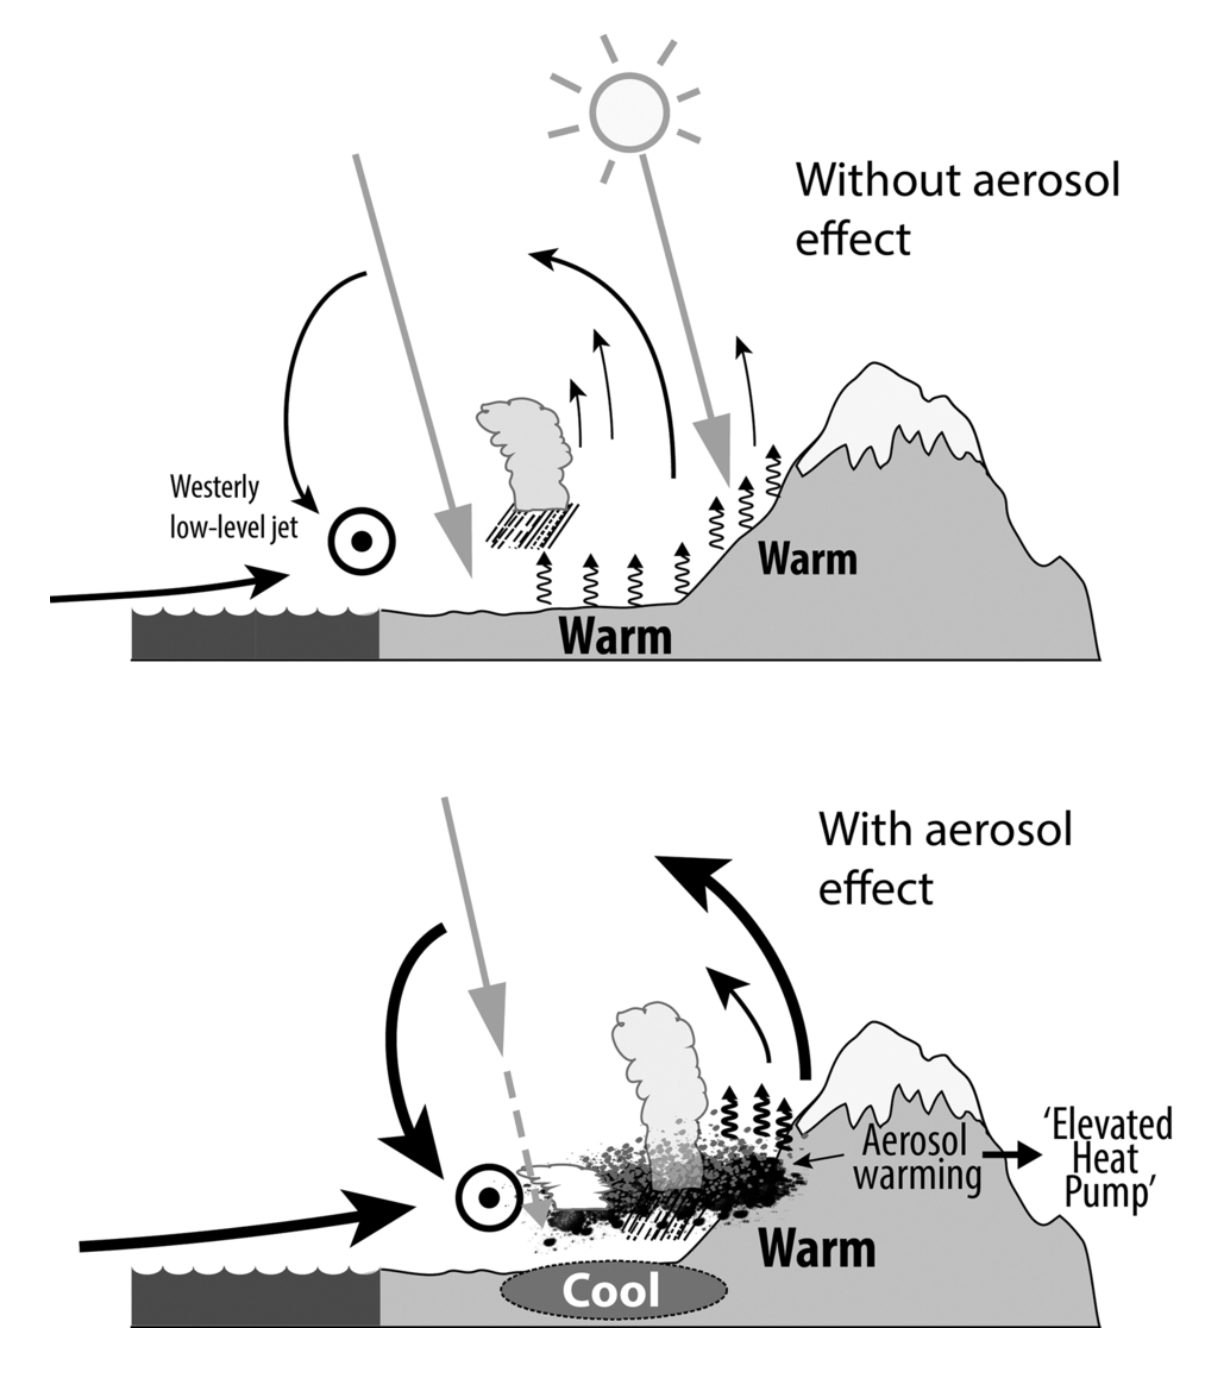 Without aerosol
effect
Westerly
low-level jet
Warm
Warm
With aerosol
effect
Aerosol
warming
‘Elevated
Heat
Pump’
Warm
Cool